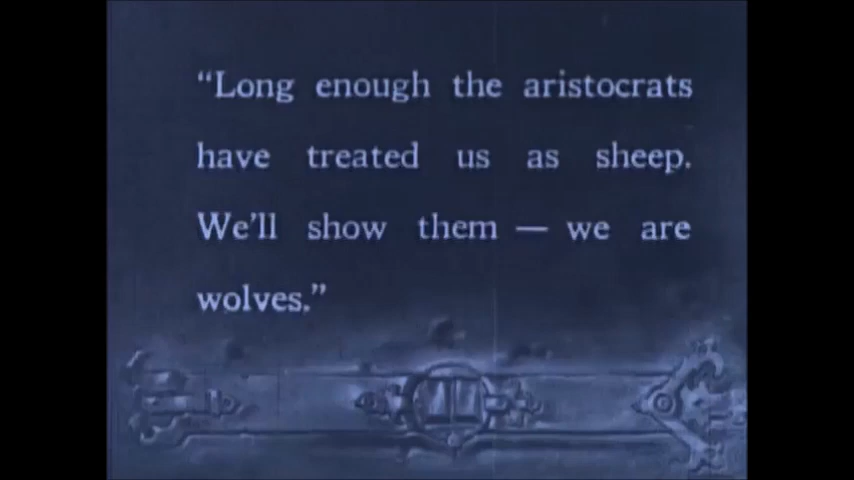 “Long enough the aristocrats
have treated us as sheep.
We’ll show them — we are
wolves.”